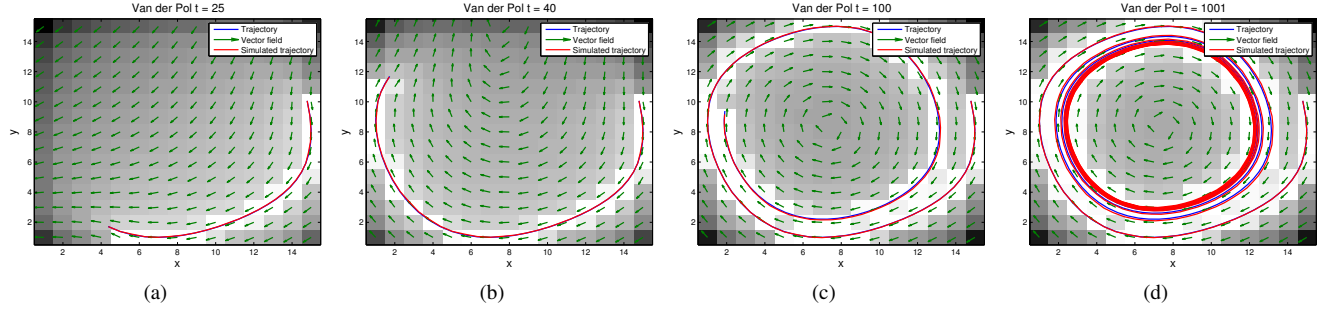 Van der Pol t = 25
Trajectory
Vector field
Simulated trajectory
14
12
10
8
6
4
2
y
2 4 6 8 10 12 14
x
(a)
Van der Pol t = 40
Trajectory
Vector field
Simulated trajectory
14
12
10
8
6
4
2
y
2 4 6 8 10 12 14
x
(b)
Van der Pol t = 100
Trajectory
Vector field
Simulated trajectory
14
12
10
8
6
4
2
y
2 4 6 8 10 12 14
x
(c)
Van der Pol t = 1001
Trajectory
Vector field
Simulated trajectory
14
12
10
8
6
4
2
y
2 4 6 8 10 12 14
x
(d)